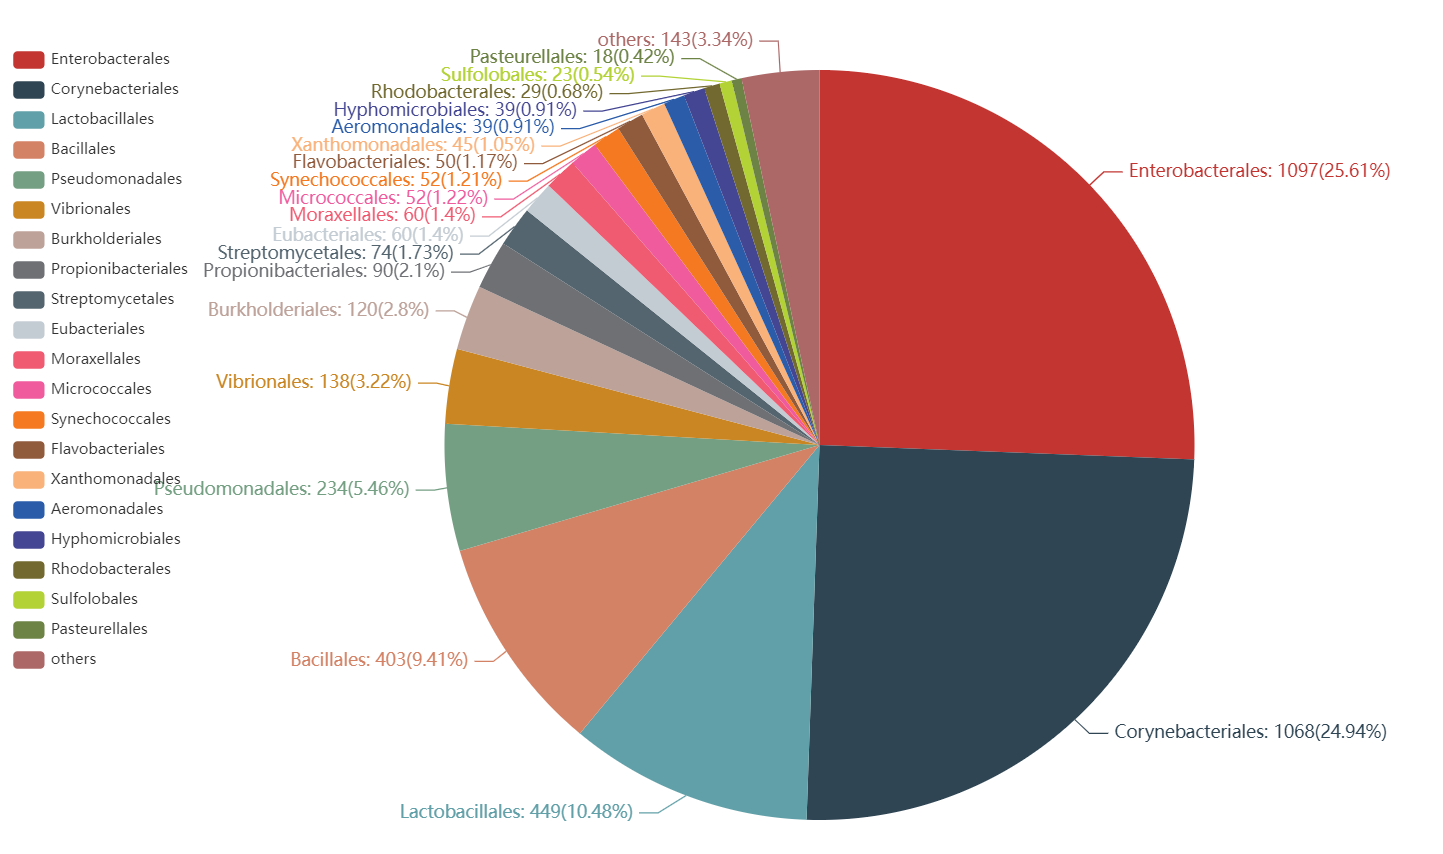 Enterobacterales
Corynebacteriales
Lactobacillales
Bacillales
Pseudomonadales
Vibrionales
Burkholderiales
Propionibacteriales
Streptomycetales
Eubacteriales
Moraxellales
Micrococcales
Synechococcales
Flavobacteriales
Xanthomonadales
Aeromonadales
Hyphomicrobiales
Rhodobacterales
Sulfolobales
Pasteurellales
others
others: 143(3.34%)
Pasteurellales: 18(0.42%)
Sulfolobales: 23(0.54%)
Rhodobacterales: 29(0.68%)
Hyphomicrobiales: 39(0.91%)
Aeromonadales: 39(0.91%)
Xanthomonadales: 45(1.05%)
Flavobacteriales: 50(1.17%)
Synechococcales: 52(1.21%)
Micrococcales: 52(1.22%)
Moraxellales: 60(1.4%)
Eubacteriales: 60(1.4%)
Streptomycetales: 74(1.73%)
Propionibacteriales: 90(2.1%)
Burkholderiales: 120(2.8%)
Vibrionales: 138(3.22%)
Pseudomonadales: 234(5.46%)
Bacillales: 403(9.41%)
Lactobacillales: 449(10.48%)
Enterobacterales: 1097(25.61%)
Corynebacteriales: 1068(24.94%)